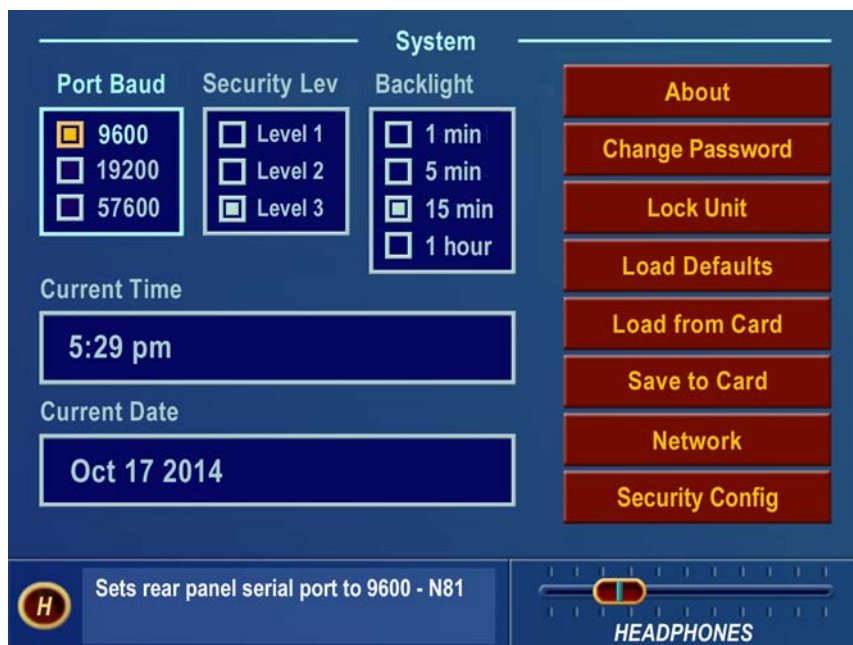 System
Port Baud
9600
19200
57600
Security Lev
Level 1
Level 2
Level 3
Backlight
1 min
5 min
15 min
1 hour
Current Time
5:29 pm
Current Date
Oct 17 2014
About
Change Password
Lock Unit
Load Defaults
Load from Card
Save to Card
Network
Security Config
H
Sets rear panel serial port to 9600 - N81
HEADPHONES